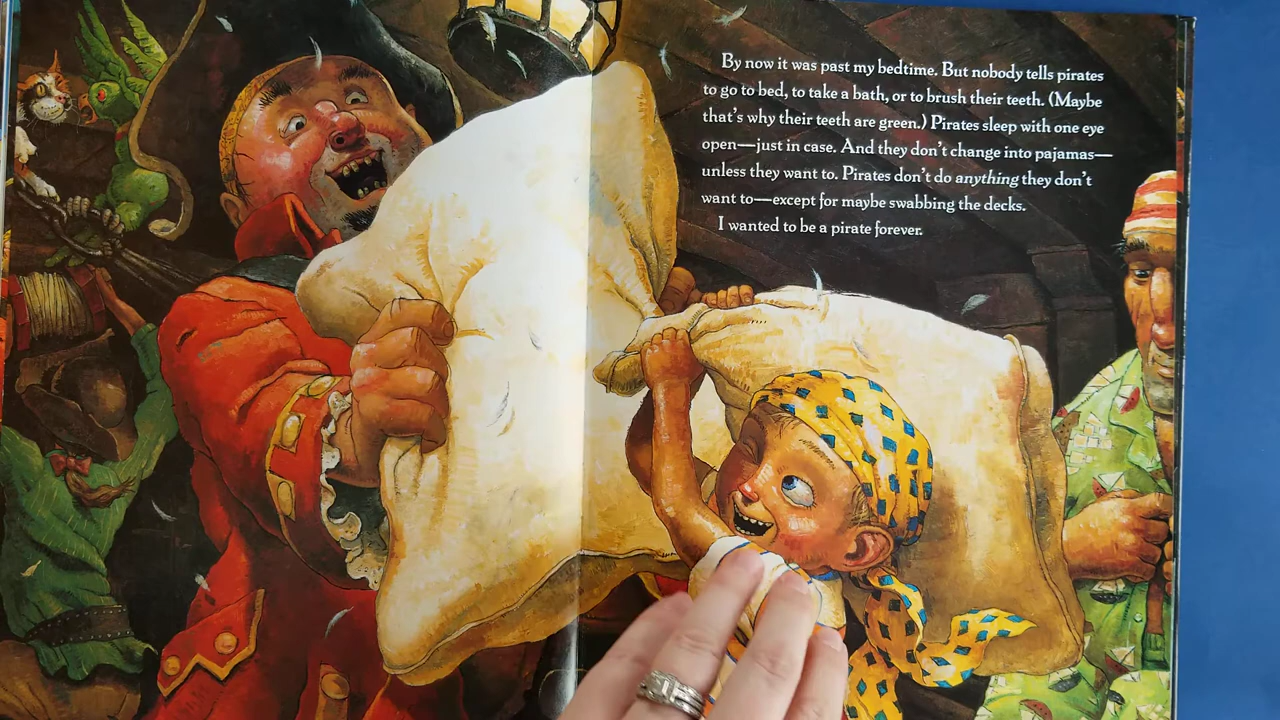 By now it was past my bedtime. But nobody tells pirates
to go to bed, to take a bath, or to brush their teeth. (Maybe
that's why their teeth are green.) Pirates sleep with one eye
open—just in case. And they don't change into pajamas—
unless they want to. Pirates don't do anything they don't
want to—except for maybe swabbing the decks.
I wanted to be a pirate forever.